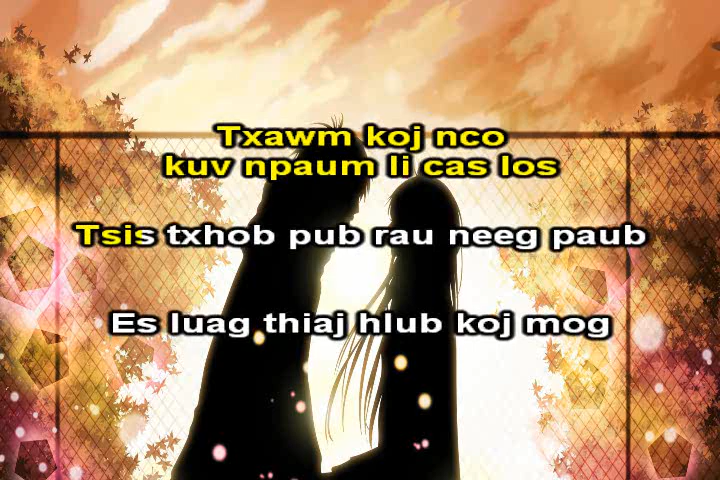 Txawm koj nco
kuv npaum li cas los
Tsis txhob pub rau neeg paub
Es luag thiaj hlub koj mog